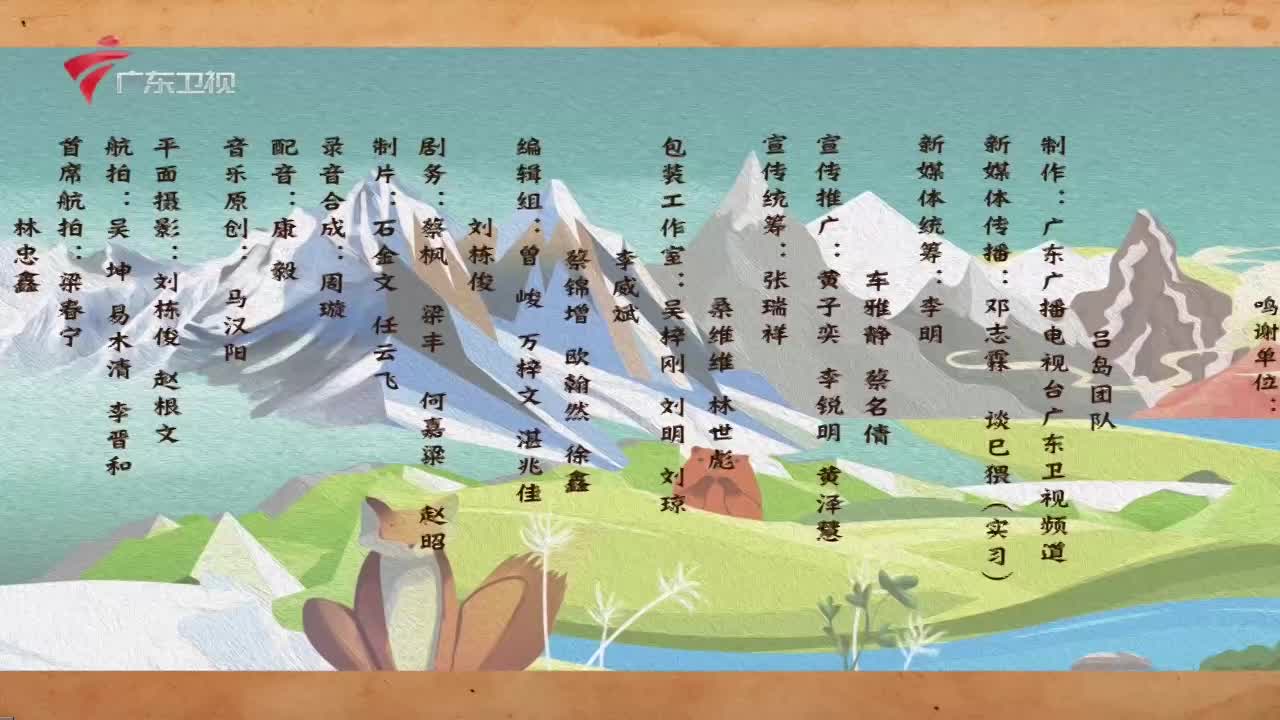 广东卫视
林忠鑫
首席航拍：梁春宁
航拍：吴 坤 易木清 李晋和
平面摄影：刘栋俊 赵根文
音乐原创：马汉阳
配音：康 毅
录音合成：周璇
制片：石金文 任云飞
剧务：蔡枫 梁丰 何嘉梁 赵昭
刘栋俊
编辑组：曾 峻 万梓文 湛兆佳
蔡锦增 欧翰然 徐鑫
李威斌
包装工作室：吴梓刚 刘明 刘琼
桑维维 林世彪
宣传统筹：张瑞祥
宣传推广：黄子奕 李锐明 黄泽慧
车雅静 蔡名倩
新媒体统筹：李明
新媒体传播：邓志霖 谈巳猥（实习）
制作：广东广播电视台广东卫视频道
吕岛团队
鸣谢单位：